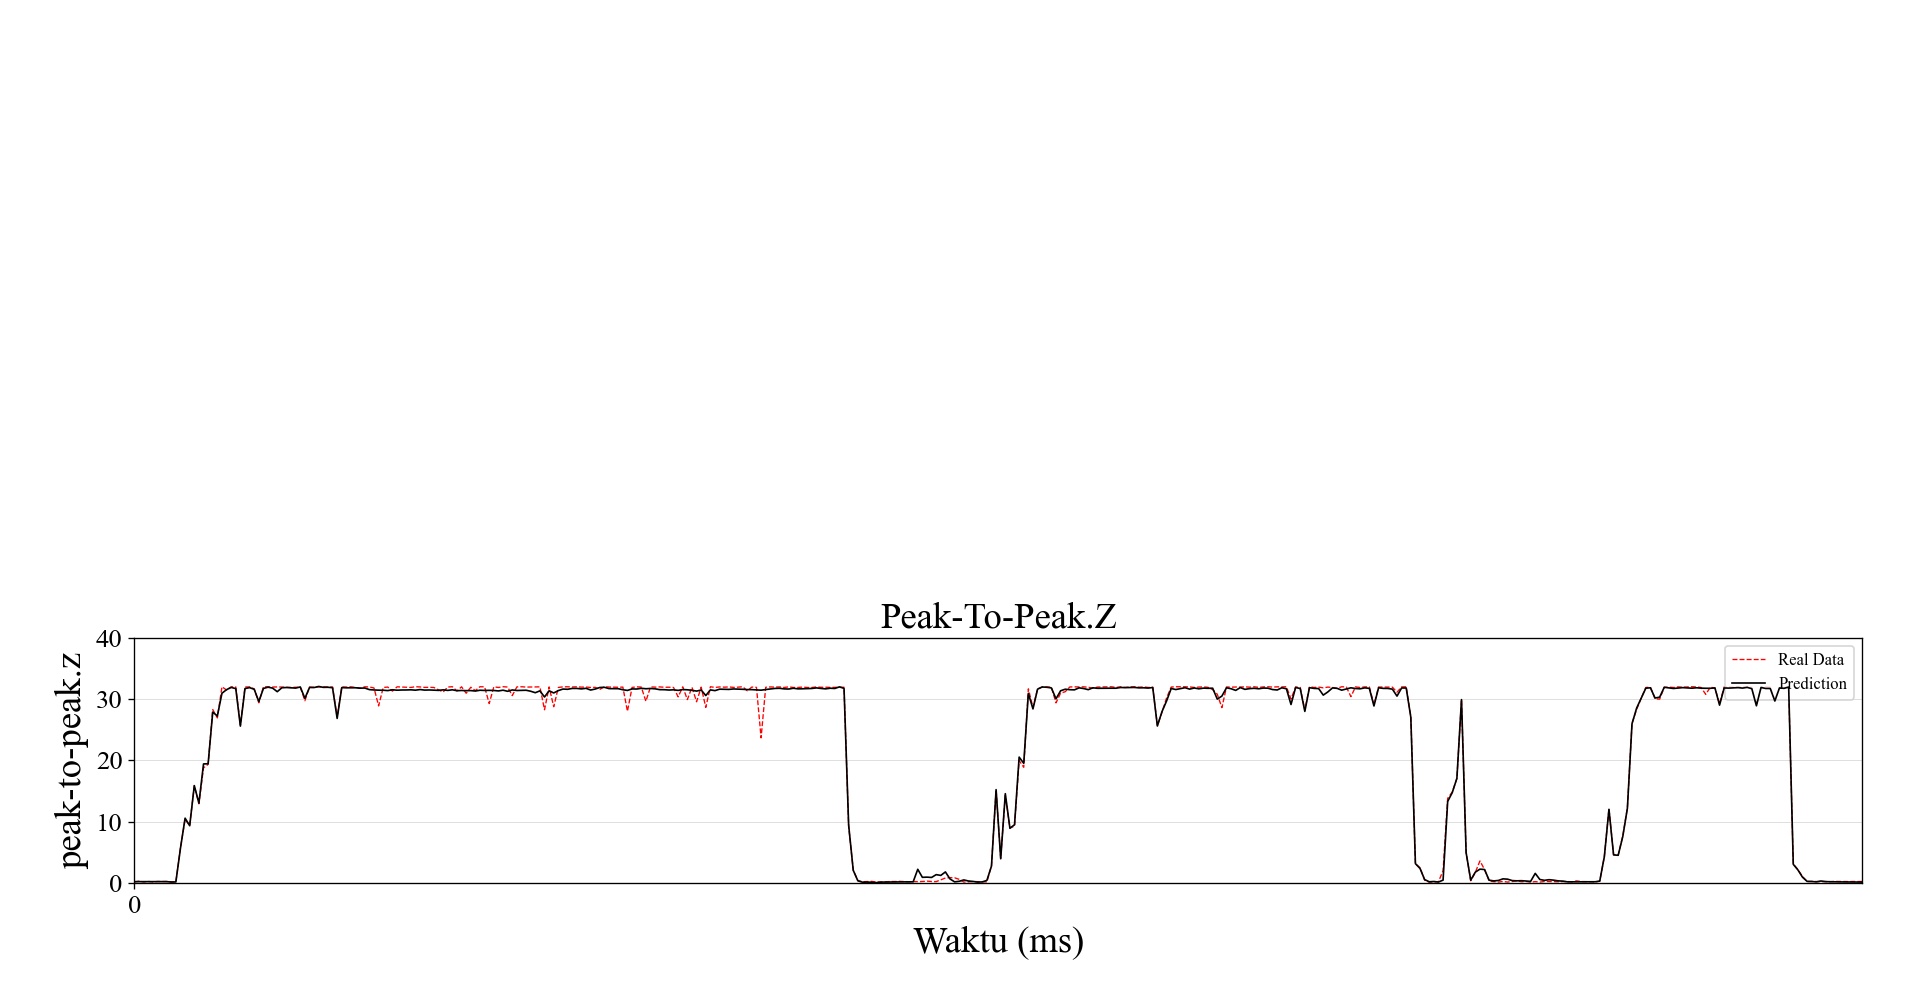 Peak-To-Peak.Z
peak-to-peak.z
40
30
20
10
0
0
Real Data
Prediction
Waktu (ms)